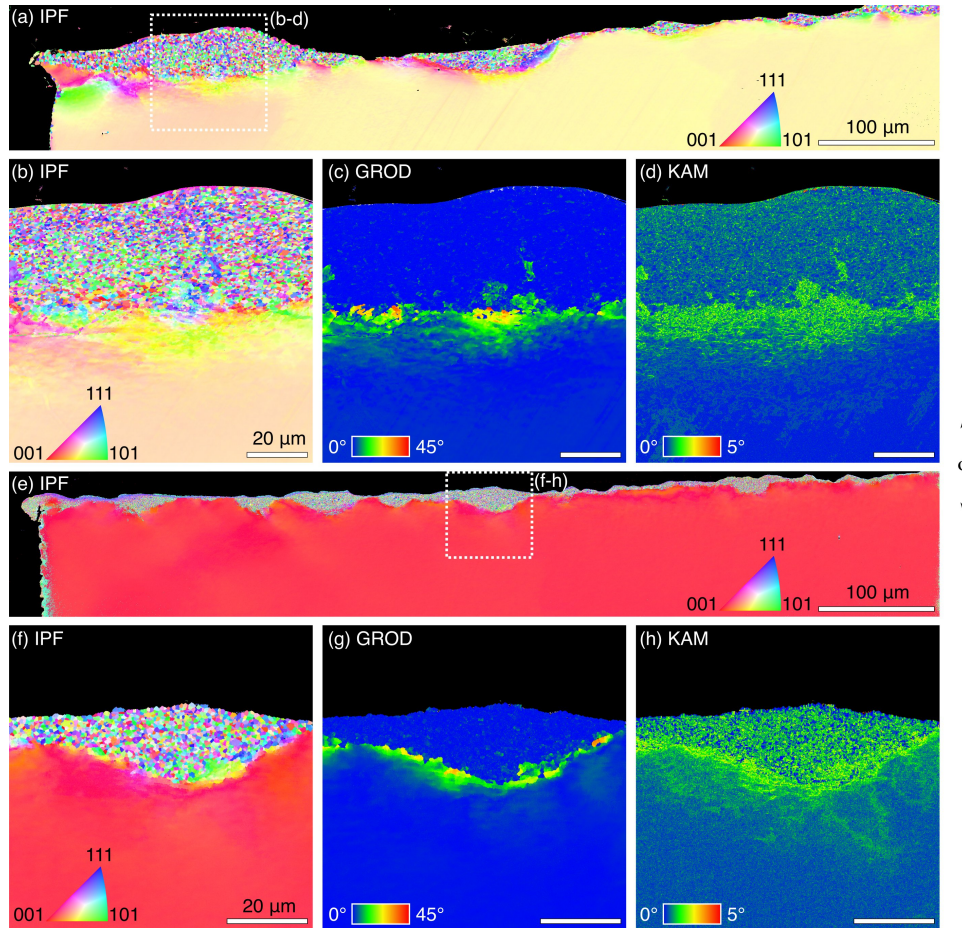 (a) IPF
(b-d)
111
001 101
100 µm
(b) IPF
111
001 101
20 µm
(c) GROD
0° 45°
(d) KAM
0° 5°
(e) IPF
(f-h)
111
001 101
100 µm
(f) IPF
111
001 101
20 µm
(g) GROD
0° 45°
(h) KAM
0° 5°